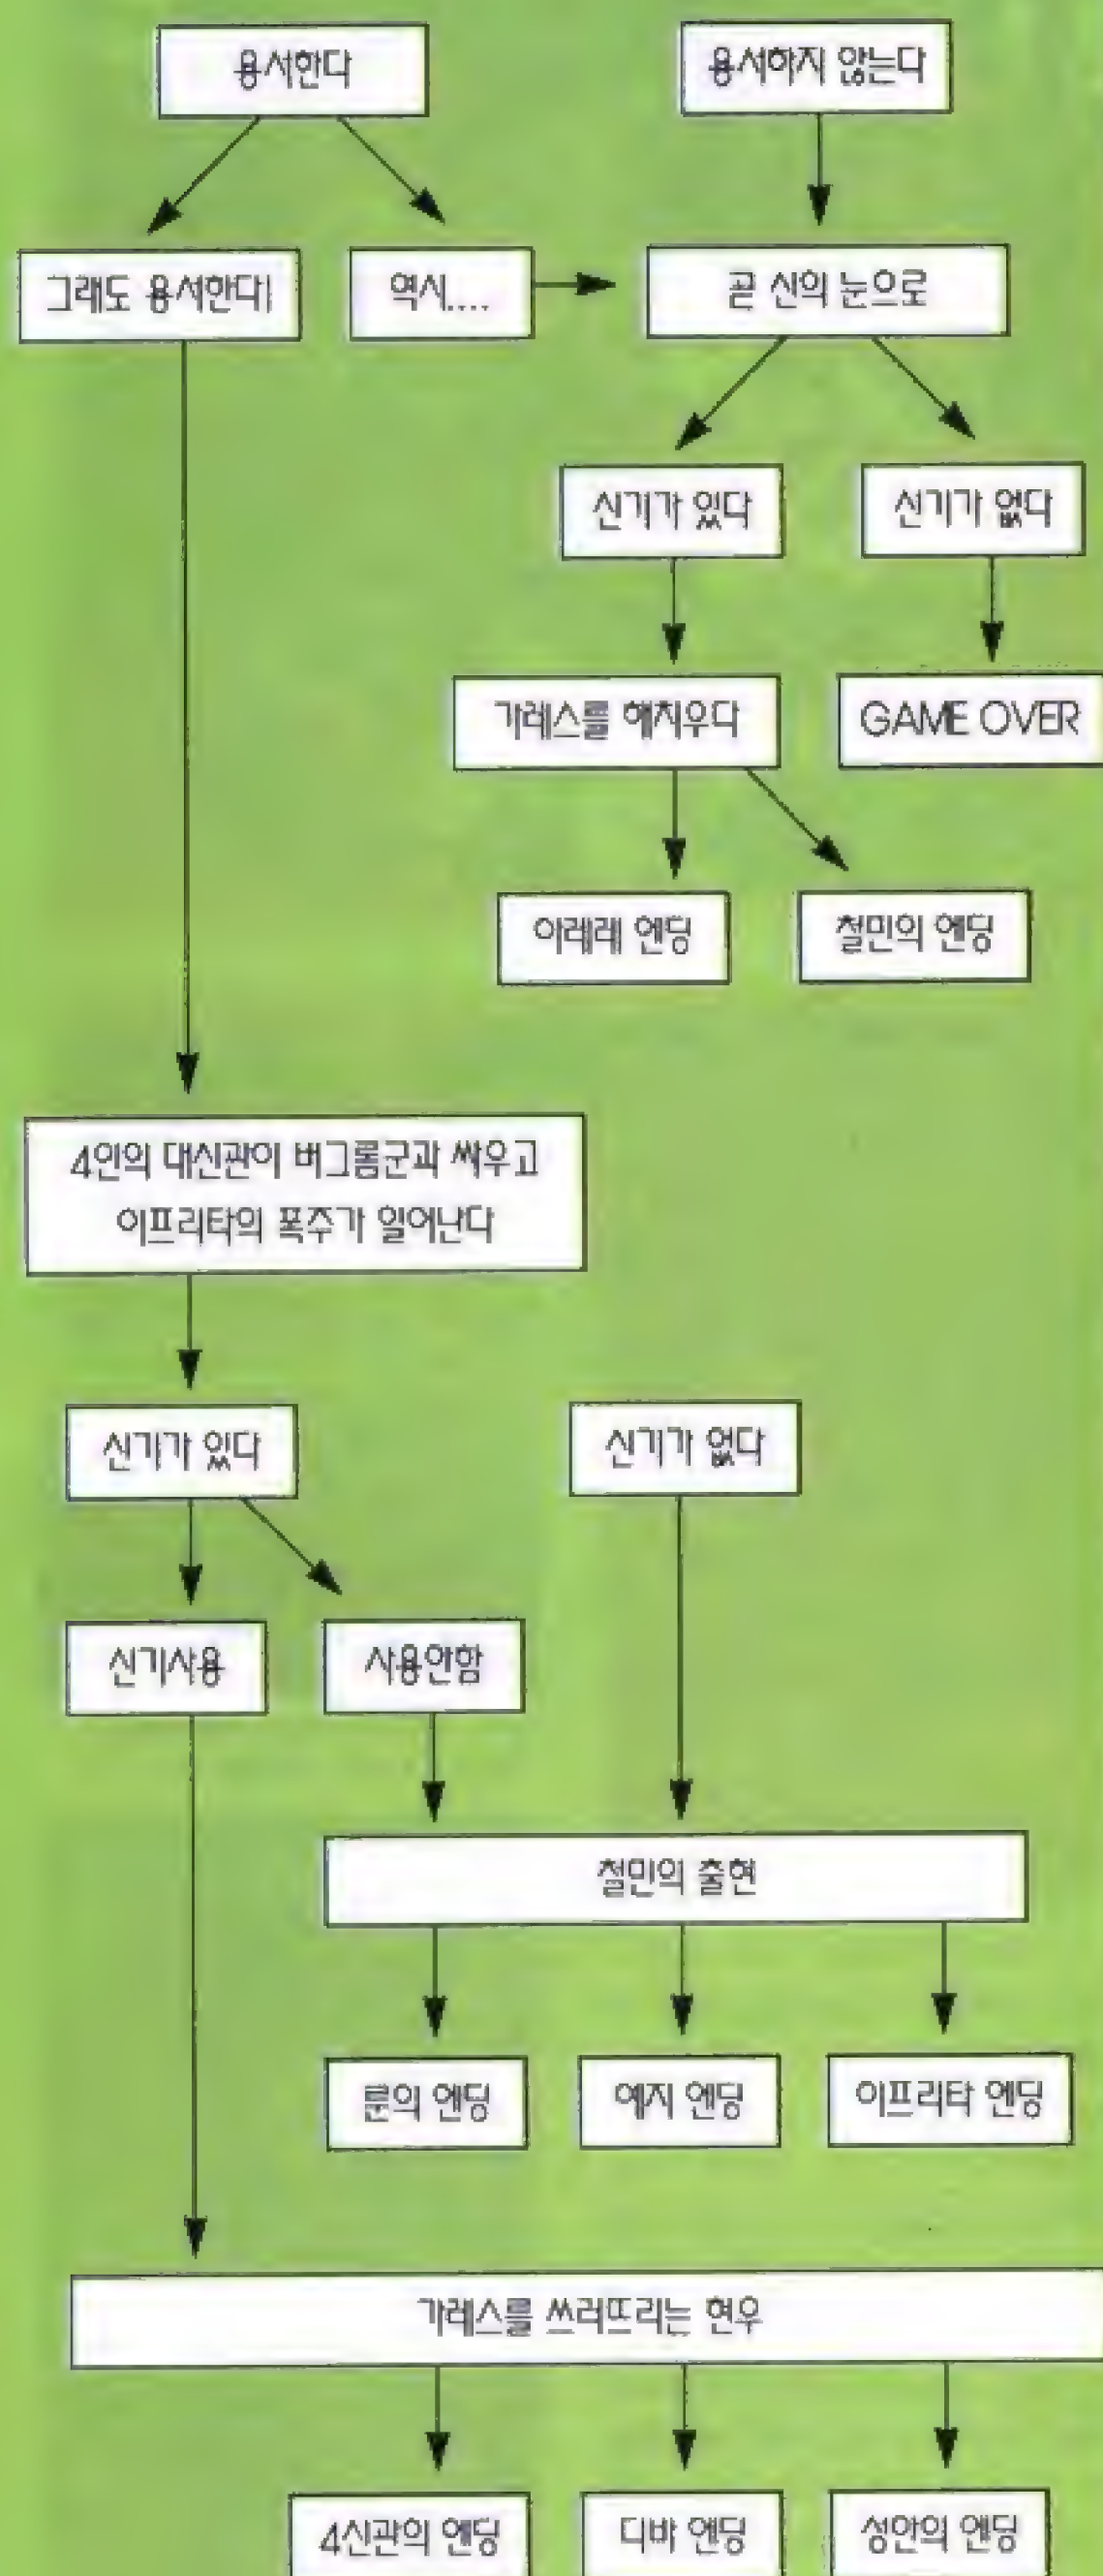 용서한다
용서하지 않는다
그래도 용서한다!
역시....
곧 신의 눈으로
신기가 있다
신기가 없다
가레스를 해치우다
GAME OVER
아레레 엔딩
철민의 엔딩
4인의 대신관이 버그롬군과 싸우고
이프리탁의 폭주가 일어난다
신기가 있다
신기가 없다
신기사용
사용안함
철민의 출현
룬의 엔딩
예지 엔딩
이프리탁 엔딩
가레스를 쓰러뜨리는 현우
4신관의 엔딩
디바 엔딩
성안의 엔딩